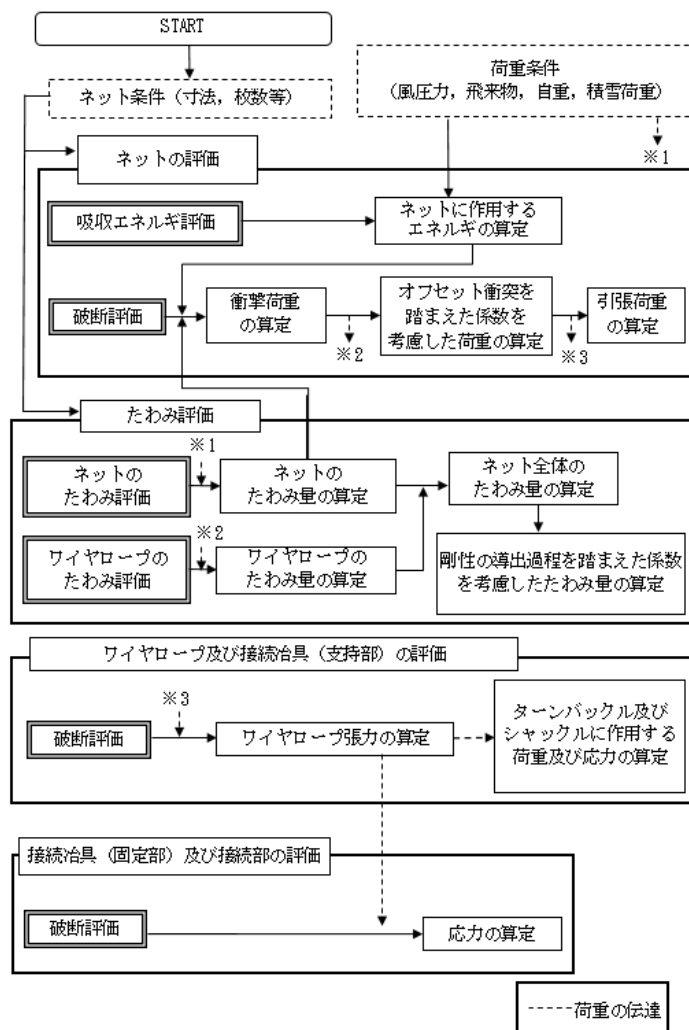 START
ネット条件（寸法，枚数等）
荷重条件
（風圧力，飛来物，自重，積雪荷重）
※1
ネットの評価
吸収エネルギ評価
ネットに作用する
エネルギの算定
破断評価
衝撃荷重
の算定
※2
オフセット衝突を
踏まえた係数を
考慮した荷重の算定
※3
引張荷重
の算定
たわみ評価
※1
ネットの
たわみ評価
ネットの
たわみ量の算定
ネット全体の
たわみ量の算定
※2
ワイヤロープの
たわみ評価
ワイヤロープの
たわみ量の算定
剛性の導出過程を踏まえた係数
を考慮したたわみ量の算定
ワイヤロープ及び接続冶具（支持部）の評価
※3
破断評価
ワイヤロープ張力の算定
ターンバックル及び
シャックルに作用する
荷重及び応力の算定
接続冶具（固定部）及び接続部の評価
破断評価
応力の算定
荷重の伝達